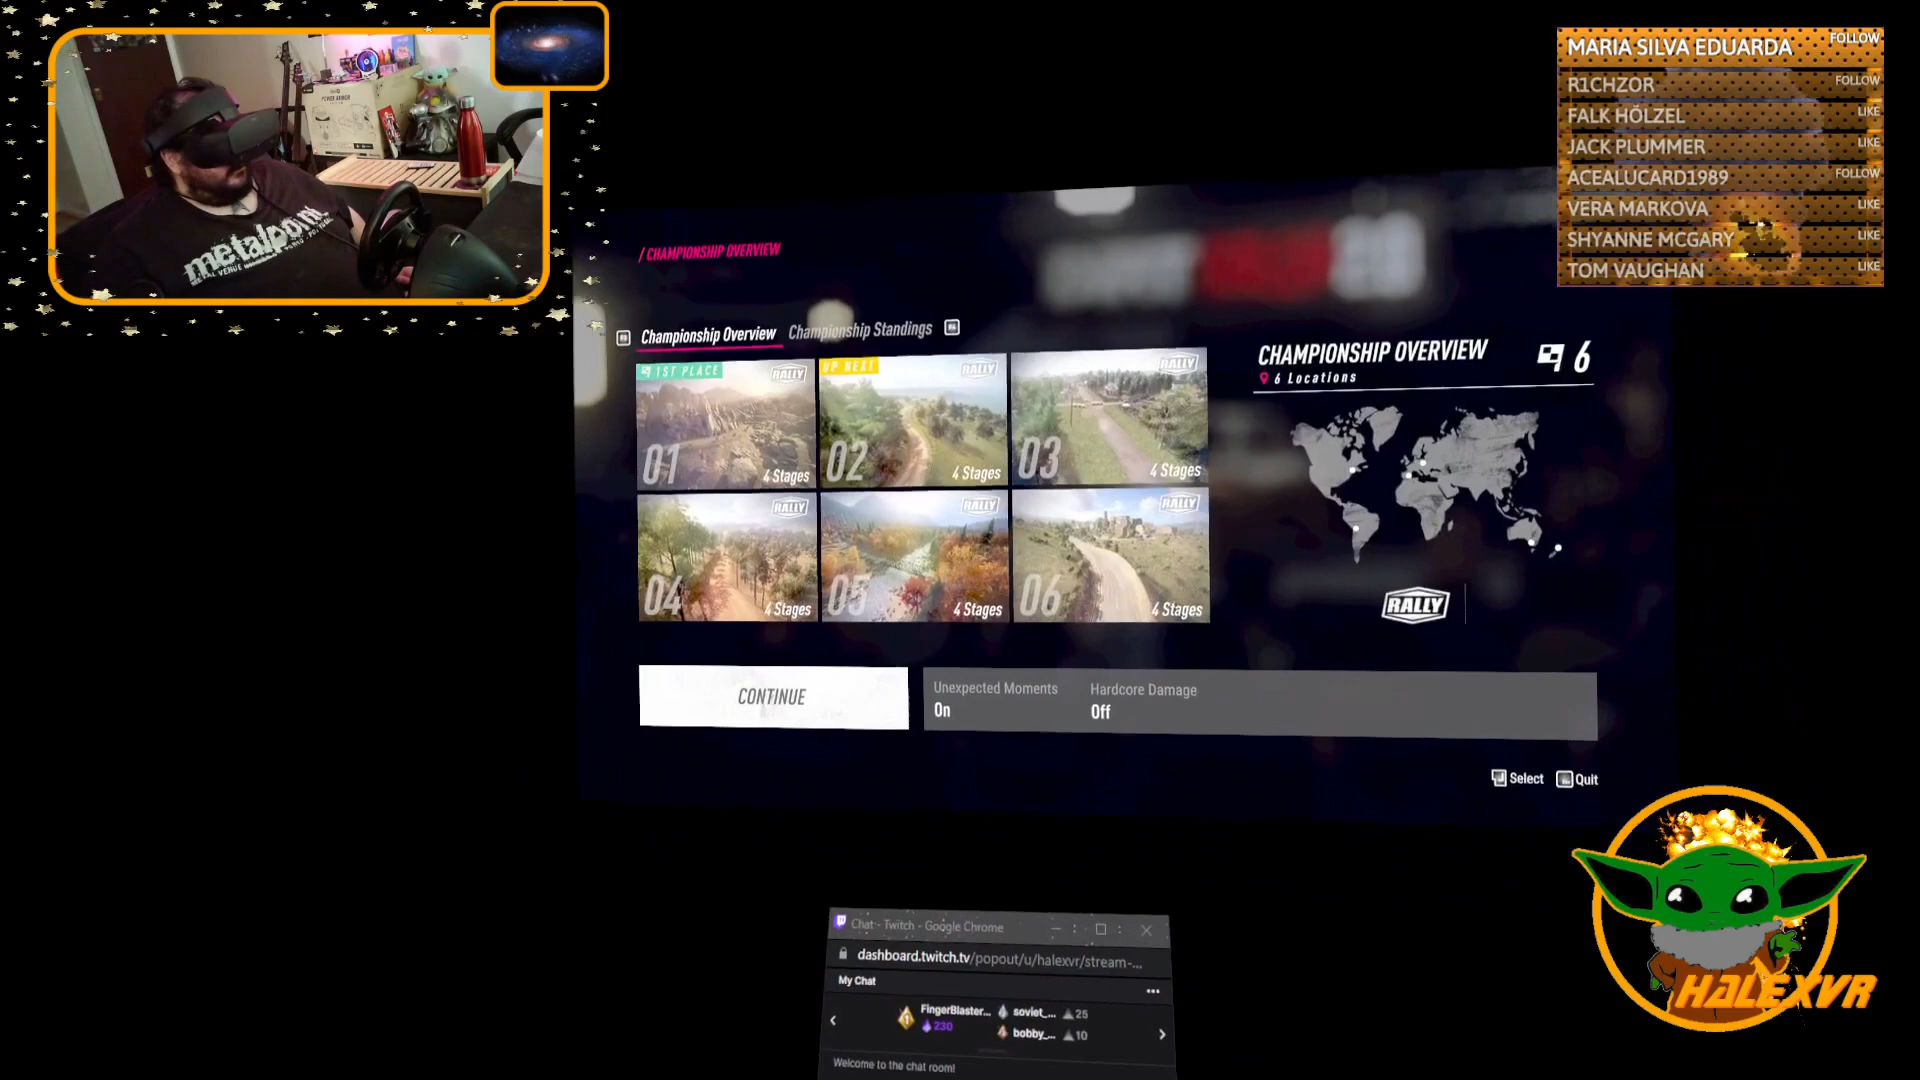 MARIA SILVA EDUARDA FOLLOW
R1CHZOR FOLLOW
FALK HÖLZEL LIKE
JACK PLUMMER LIKE
ACEALUCARD1989 FOLLOW
VERA MARKOVA LIKE
SHYANNE MCGARY LIKE
TOM VAUGHAN LIKE
POWER ARMOR
metalpoint
/ CHAMPIONSHIP OVERVIEW
Championship Overview Championship Standings
1ST PLACE RALLY
01 4 Stages
UP NEXT RALLY
02 4 Stages
RALLY
03 4 Stages
RALLY
04 4 Stages
RALLY
05 4 Stages
RALLY
06 4 Stages
CHAMPIONSHIP OVERVIEW 6
6 Locations
RALLY
CONTINUE
Unexpected Moments Hardcore Damage
On Off
Select Quit
HALEXVR
Chat - Twitch - Google Chrome
dashboard.twitch.tv/popout/u/halexvr/stream-...
My Chat
1 FingerBlaster... 230
soviet_... 25
bobby_... 10
Welcome to the chat room!